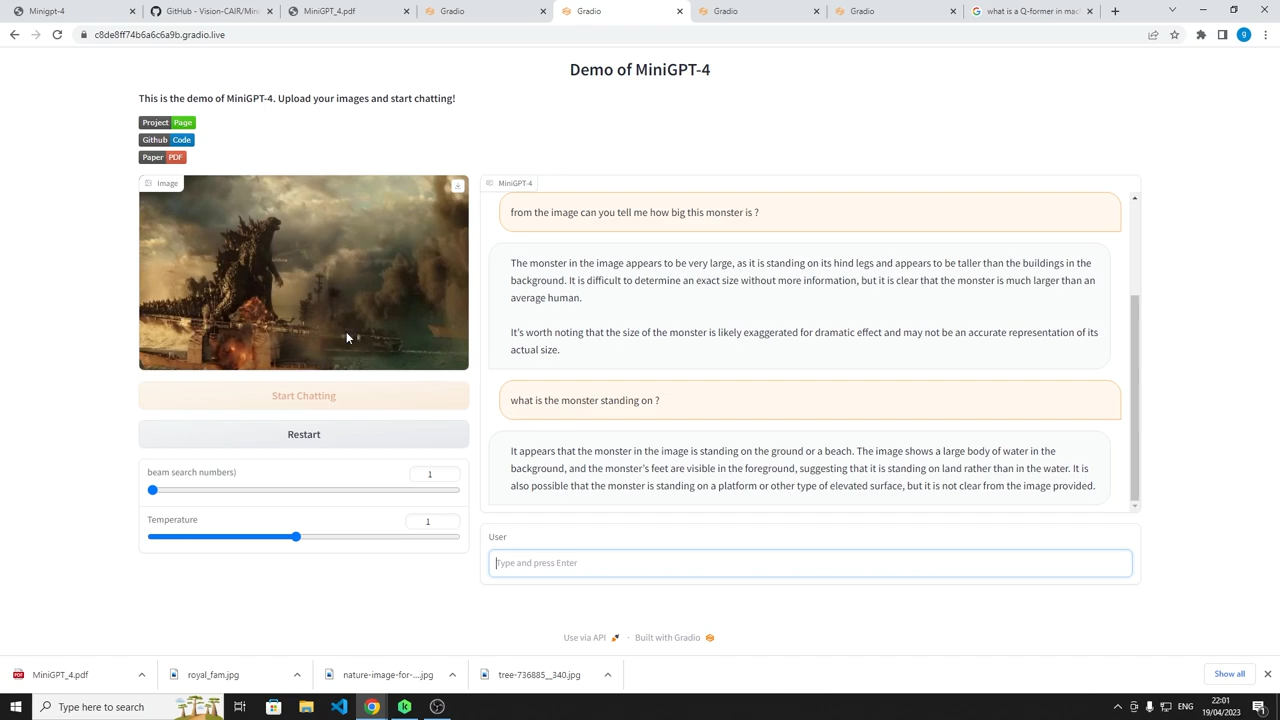 Minigpt-4
GitHub - Vision-CAIR/Min
MiniGPT_4.pdf
Gradio
Gradio
Gradio
Gradio
what is a Q-former in mac
c8de8ff74b6a6c6a9b.gradio.live
g
Demo of MiniGPT-4
This is the demo of MiniGPT-4. Upload your images and start chatting!
Project Page
Github Code
Paper PDF
Image
MiniGPT-4
from the image can you tell me how big this monster is ?
The monster in the image appears to be very large, as it is standing on its hind legs and appears to be taller than the buildings in the
background. It is difficult to determine an exact size without more information, but it is clear that the monster is much larger than an
average human.
It's worth noting that the size of the monster is likely exaggerated for dramatic effect and may not be an accurate representation of its
actual size.
what is the monster standing on ?
It appears that the monster in the image is standing on the ground or a beach. The image shows a large body of water in the
background, and the monster's feet are visible in the foreground, suggesting that it is standing on land rather than in the water. It is
also possible that the monster is standing on a platform or other type of elevated surface, but it is not clear from the image provided.
Start Chatting
Restart
beam search numbers)
1
Temperature
1
User
Type and press Enter
Use via API
·
Built with Gradio
MiniGPT_4.pdf
royal_fam.jpg
nature-image-for-....jpg
tree-736885__340.jpg
Show all
Type here to search
ENG
22:01
19/04/2023